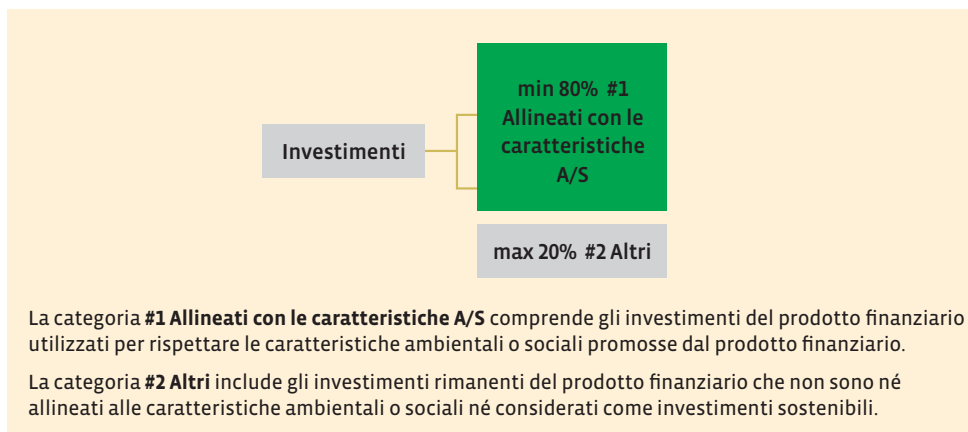 min 80% #1
Allineati con le
caratteristiche
A/S
Investimenti
max 20% #2 Altri
La categoria #1 Allineati con le caratteristiche A/S comprende gli investimenti del prodotto finanziario
utilizzati per rispettare le caratteristiche ambientali o sociali promosse dal prodotto finanziario.
La categoria #2 Altri include gli investimenti rimanenti del prodotto finanziario che non sono né
allineati alle caratteristiche ambientali o sociali né considerati come investimenti sostenibili.